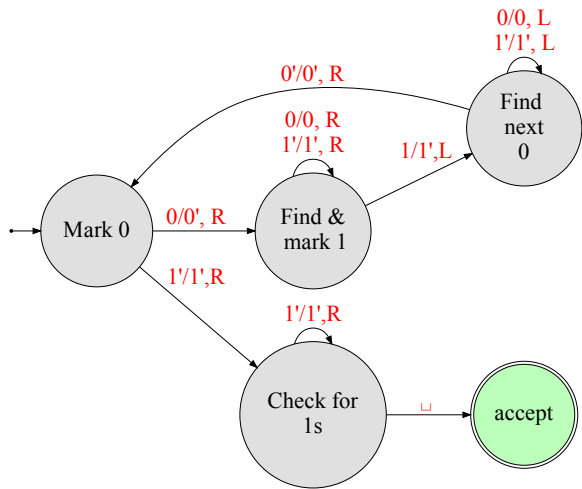 0/0, L
1'/1', L
0'/0', R
Find
next
0
0/0, R
1'/1', R
1/1',L
Mark 0
0/0', R
Find &
mark 1
1'/1',R
1'/1',R
Check for
1s
␣
accept